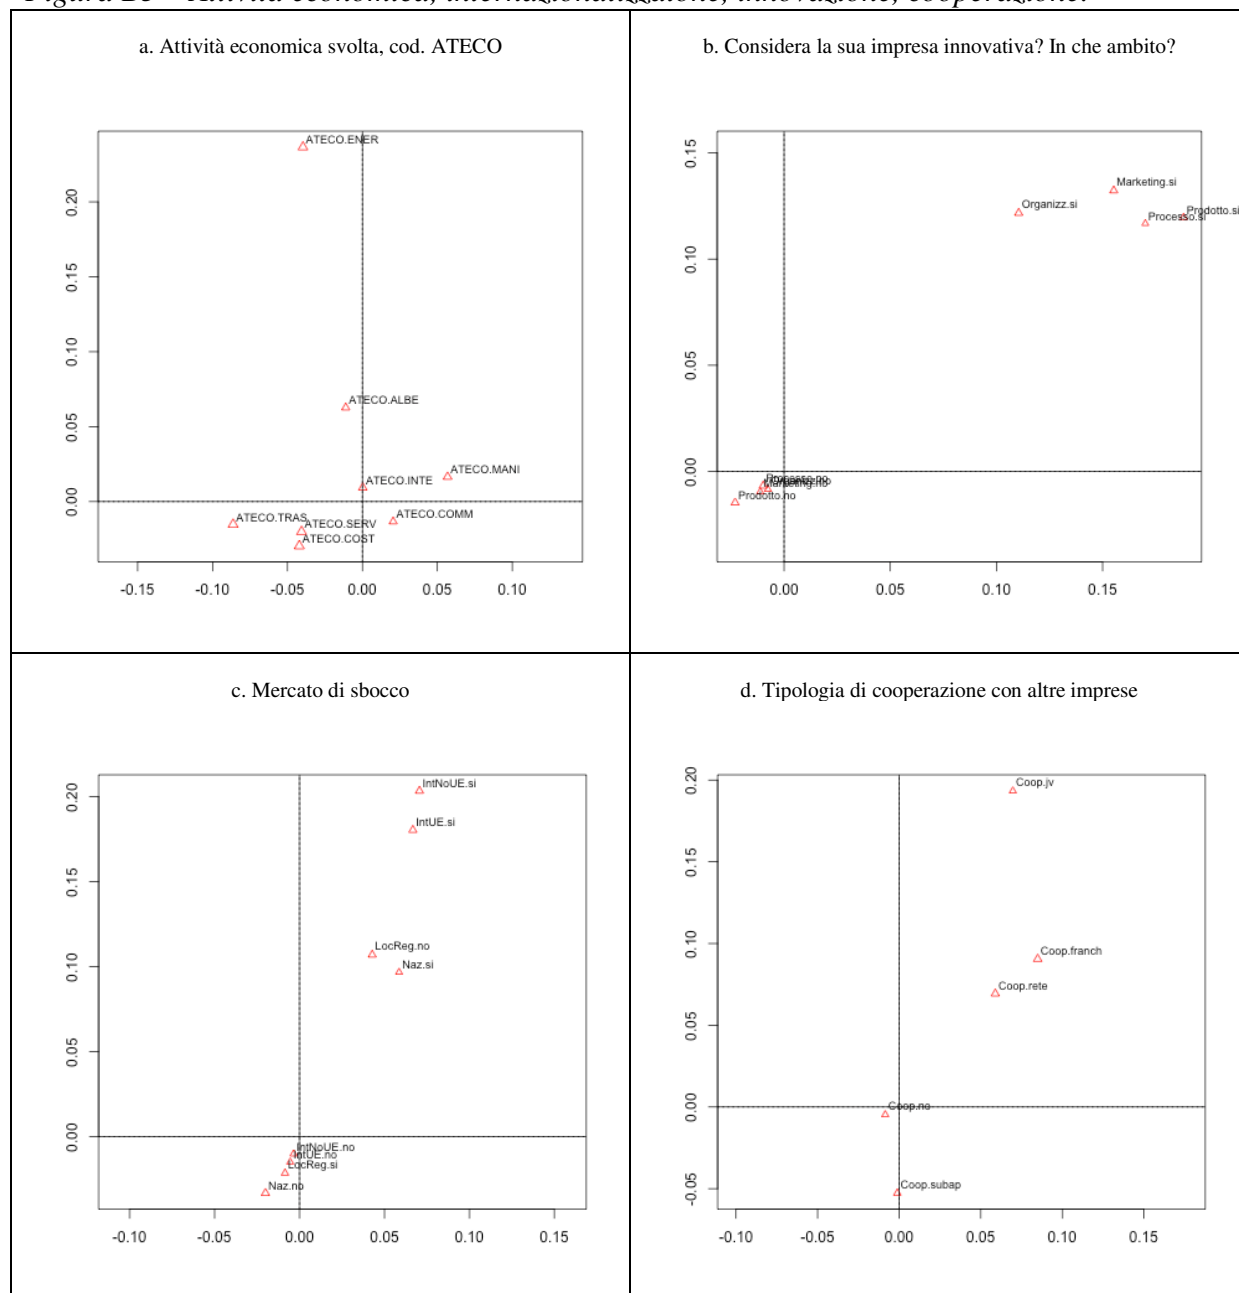 a. Attività economica svolta, cod. ATECO
ATECO.ENER
0.20
0.15
0.10
ATECO.ALBE
0.05
ATECO.MANI
ATECO.INTE
0.00
ATECO.TRAS
ATECO.SERV
ATECO.COMM
ATECO.COST
-0.15 -0.10 -0.05 0.00 0.05 0.10
b. Considera la sua impresa innovativa? In che ambito?
0.15
Marketing.si
Organizz.si
Prodotto.si
Processo.si
0.10
0.05
0.00
Processo.no
Organizz.no
Marketing.no
Prodotto.no
0.00 0.05 0.10 0.15
c. Mercato di sbocco
IntNoUE.si
0.20
IntUE.si
0.15
LocReg.no
Naz.si
0.10
0.05
0.00
IntNoUE.no
IntUE.no
LocReg.si
Naz.no
-0.10 -0.05 0.00 0.05 0.10 0.15
d. Tipologia di cooperazione con altre imprese
0.20
Coop.jv
0.15
0.10
Coop.franch
Coop.rete
0.05
0.00
Coop.no
-0.05
Coop.subap
-0.10 -0.05 0.00 0.05 0.10 0.15